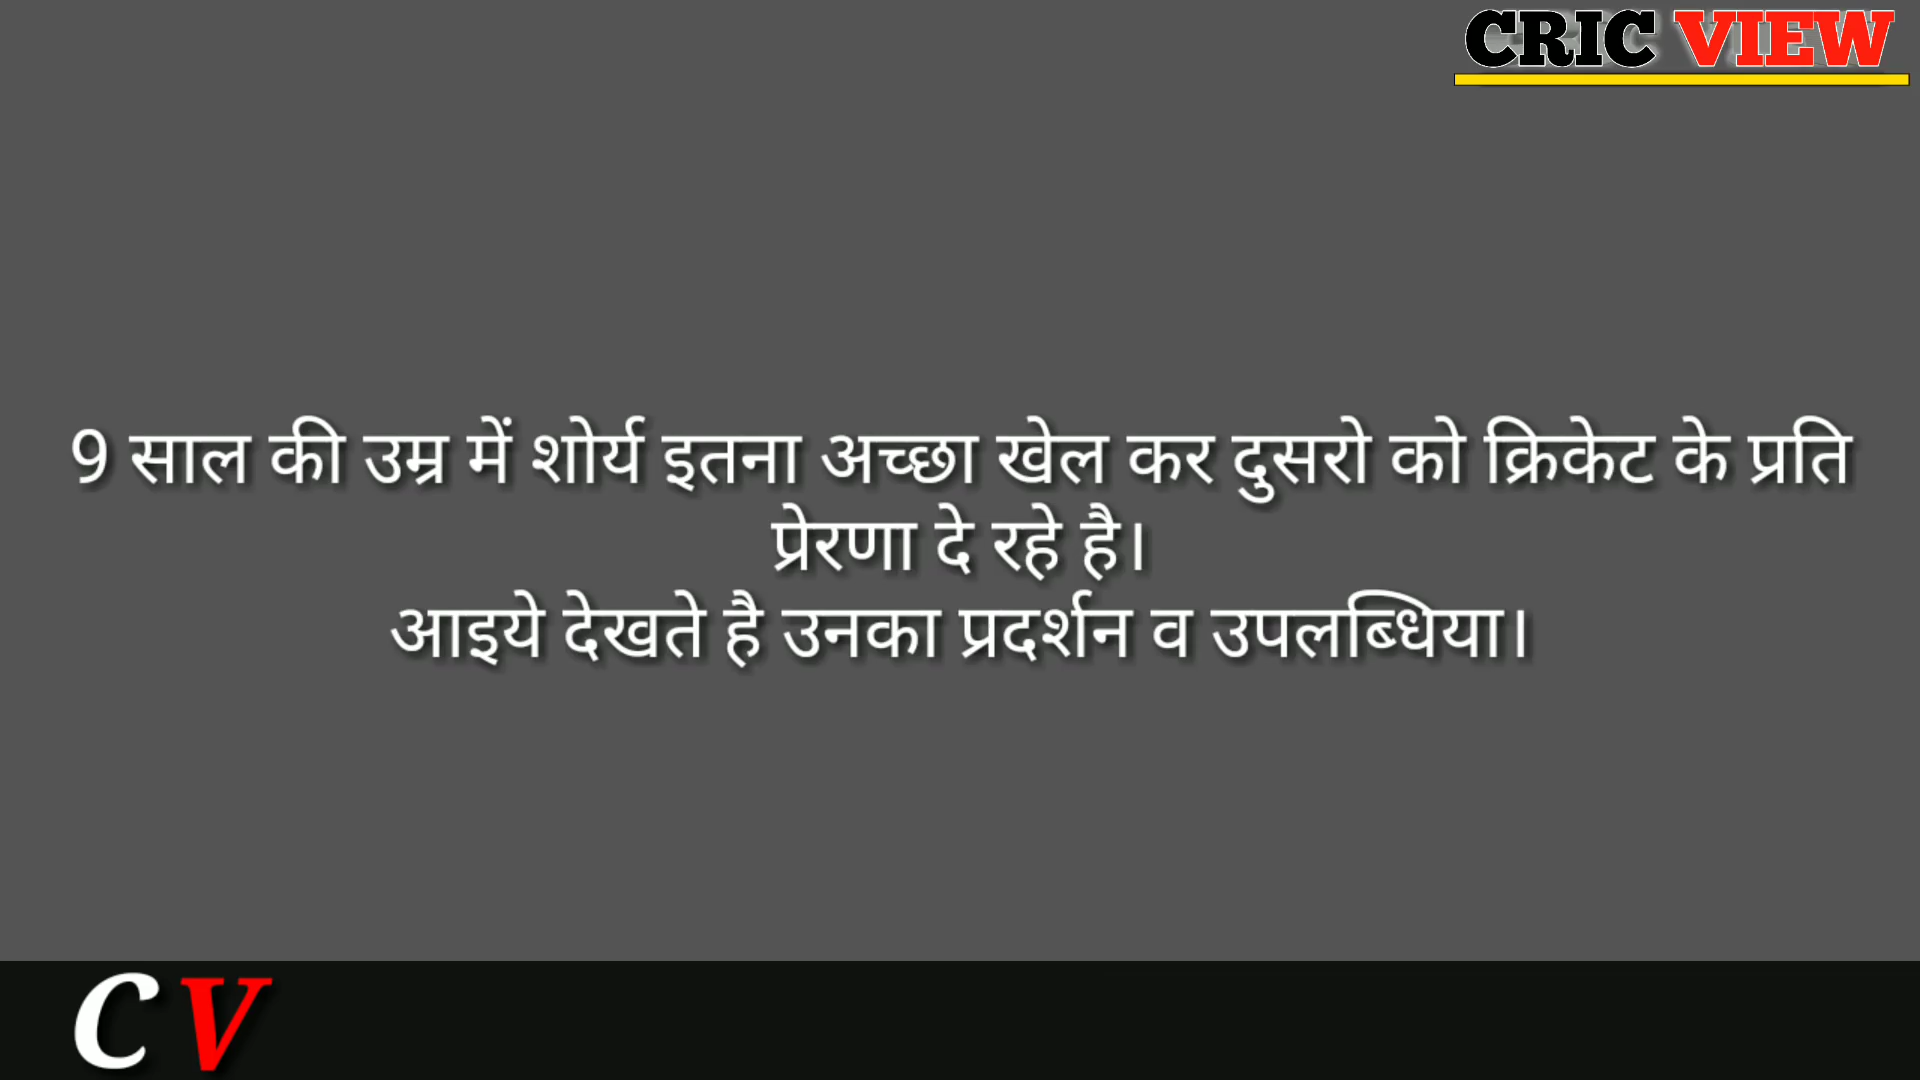 CRIC VIEW
9 साल की उम्र में शोर्य इतना अच्छा खेल कर दुसरो को क्रिकेट के प्रति
प्रेरणा दे रहे है।
आइये देखते है उनका प्रदर्शन व उपलब्धिया।
CV